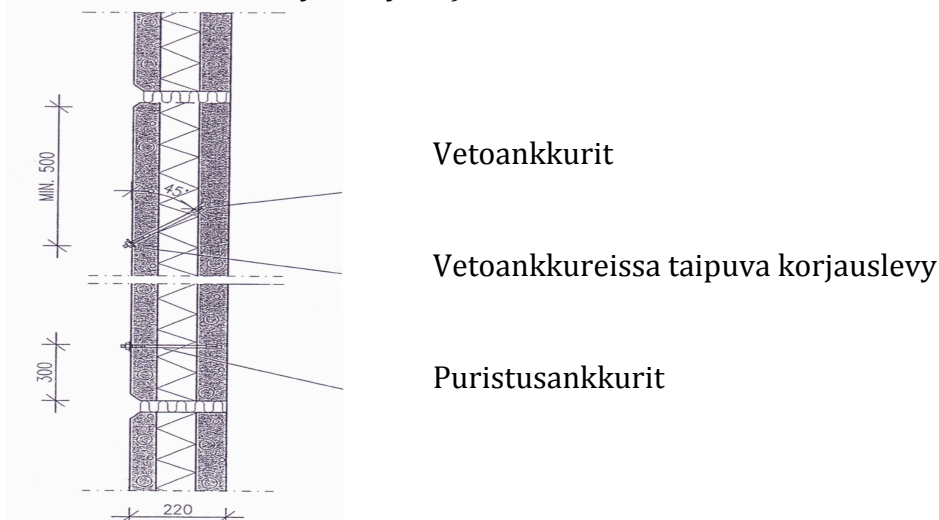 MIN. 500
45°
Vetoankkurit
Vetoankkureissa taipuva korjauslevy
300
Puristusankkurit
220